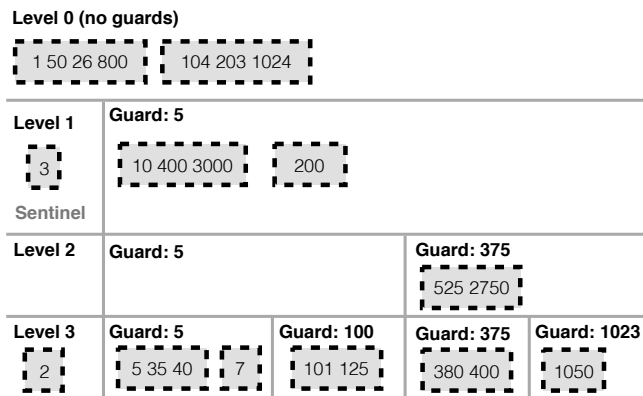 Level 0 (no guards)
1 50 26 800 104 203 1024
Level 1 Guard: 5
3 10 400 3000 200
Sentinel
Level 2 Guard: 5 Guard: 375
525 2750
Level 3 Guard: 5 Guard: 100 Guard: 375 Guard: 1023
2 5 35 40 7 101 125 380 400 1050